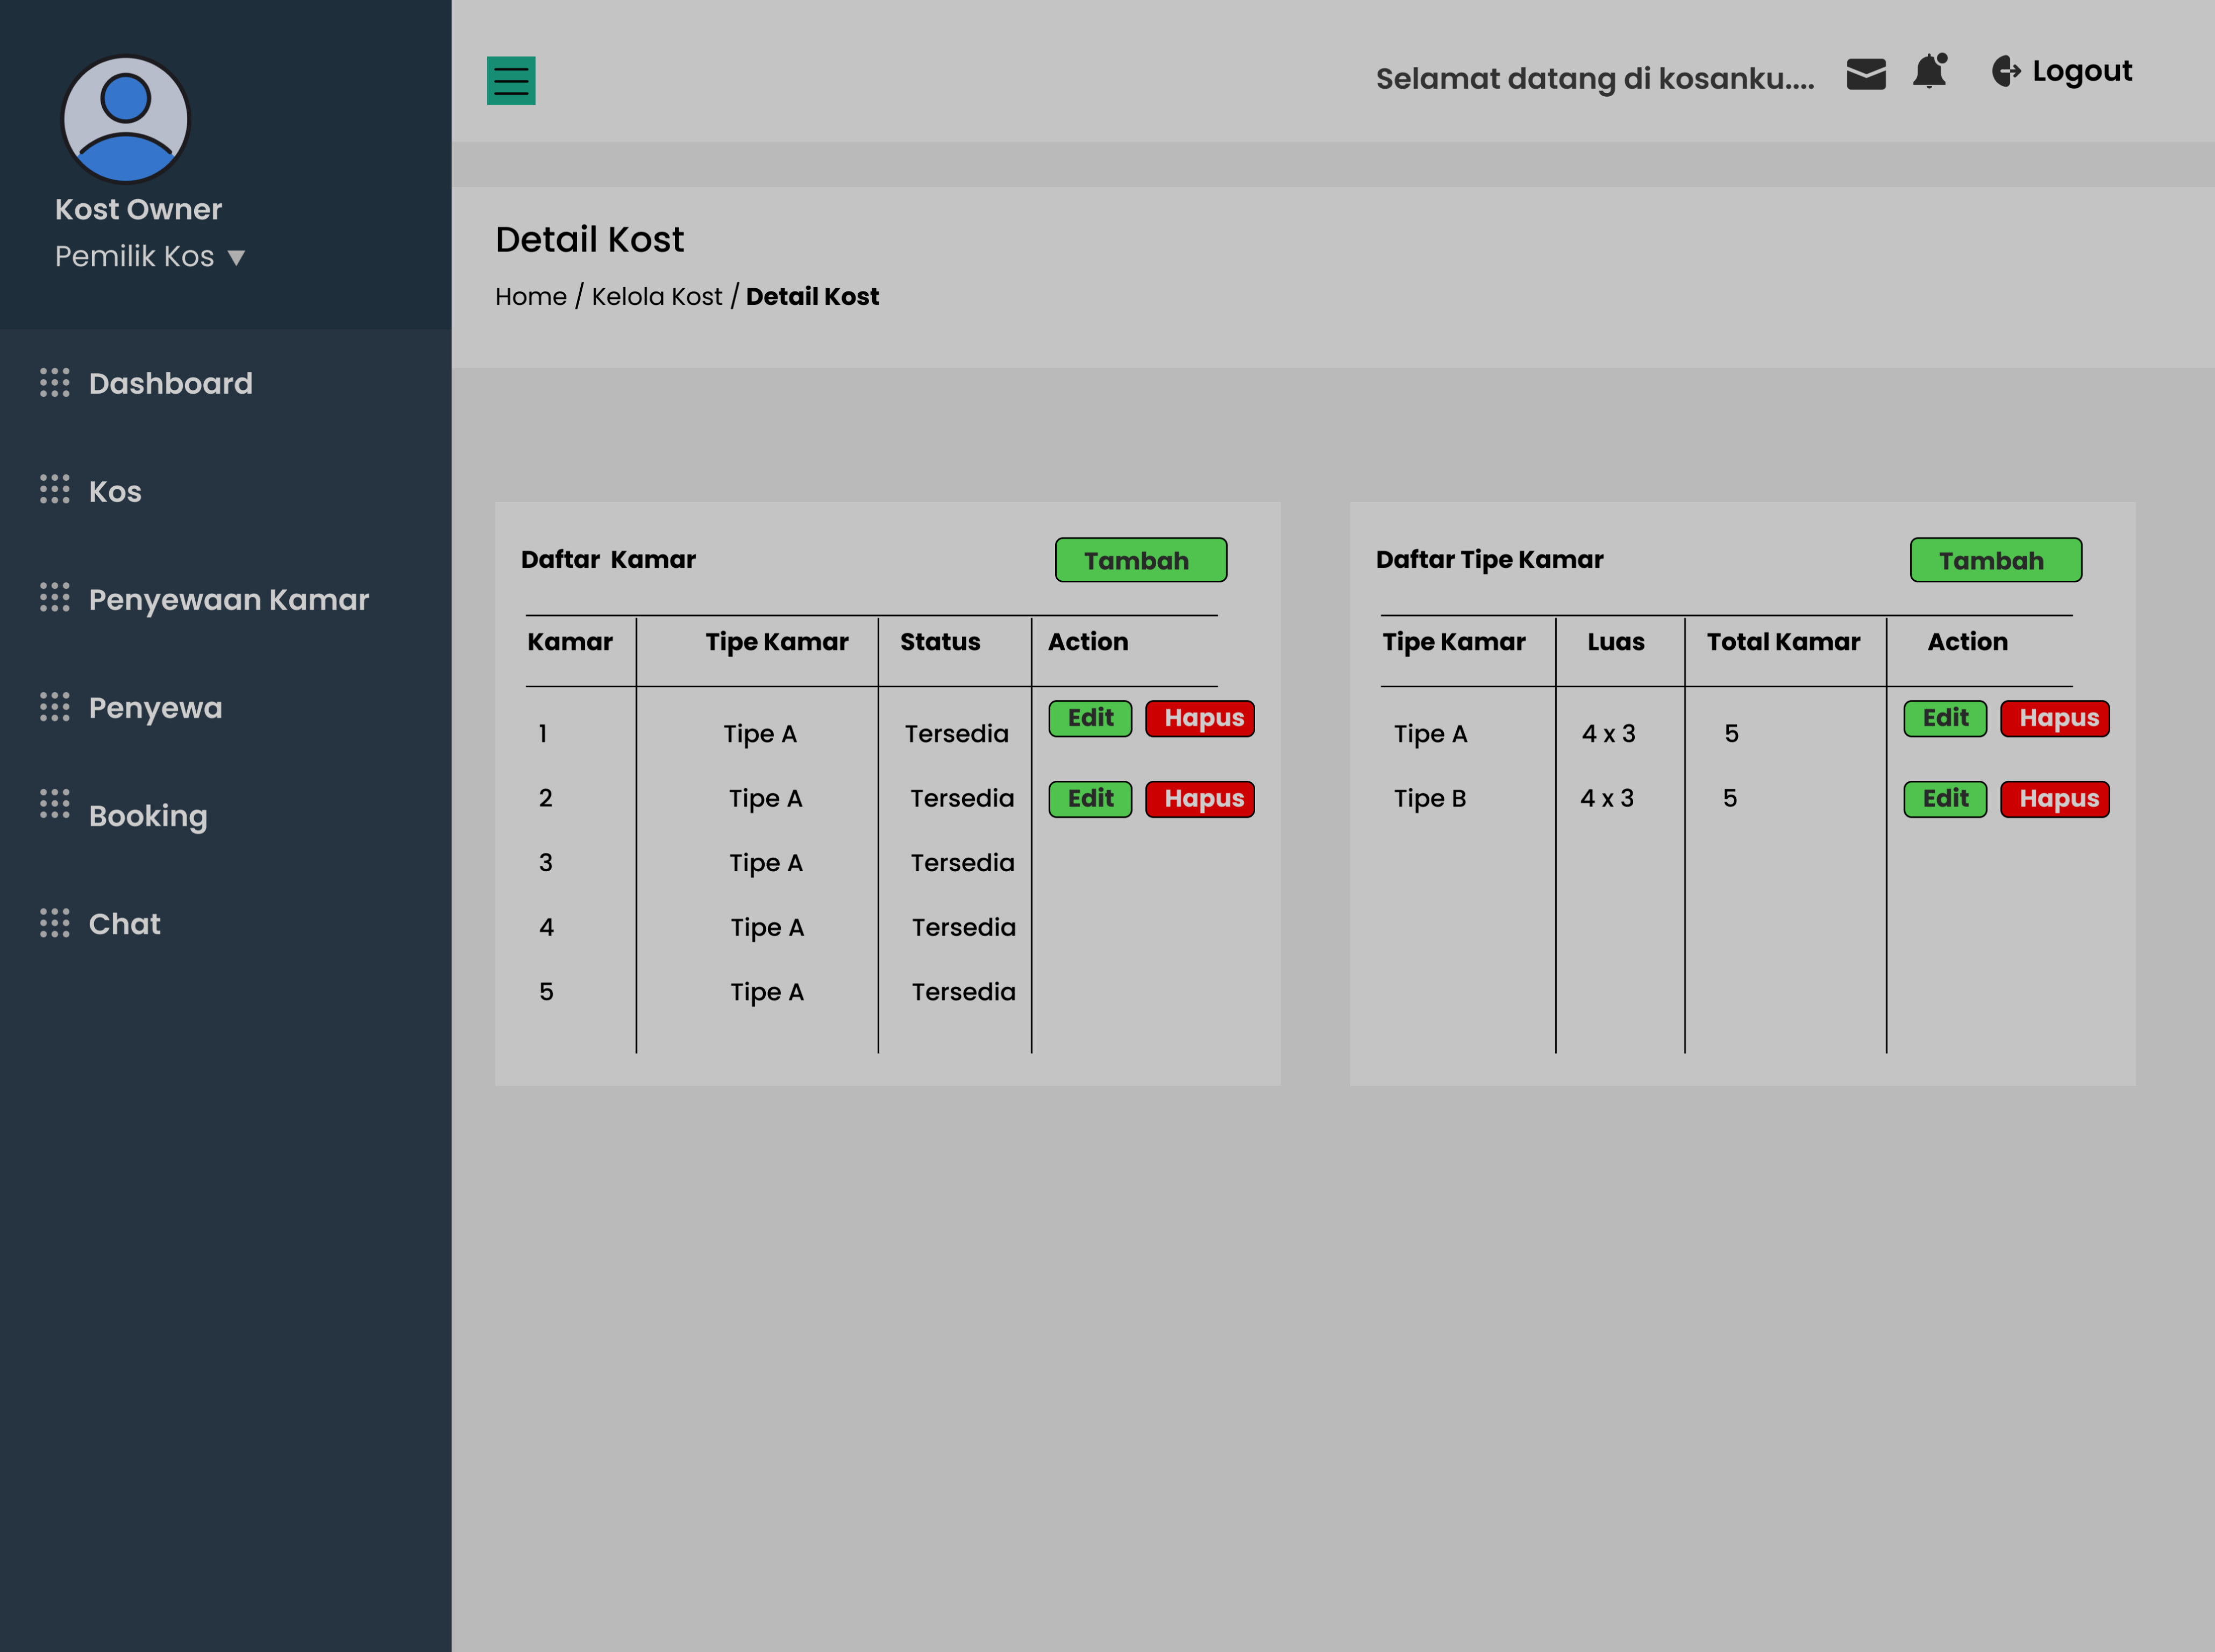 Kost Owner
Pemilik Kos
Dashboard
Kos
Penyewaan Kamar
Penyewa
Booking
Chat
Selamat datang di kosanku....
Logout
Detail Kost
Home / Kelola Kost / Detail Kost
Daftar Kamar
Tambah
Kamar Tipe Kamar Status Action
1 Tipe A Tersedia Edit Hapus
2 Tipe A Tersedia Edit Hapus
3 Tipe A Tersedia
4 Tipe A Tersedia
5 Tipe A Tersedia
Daftar Tipe Kamar
Tambah
Tipe Kamar Luas Total Kamar Action
Tipe A 4 x 3 5 Edit Hapus
Tipe B 4 x 3 5 Edit Hapus